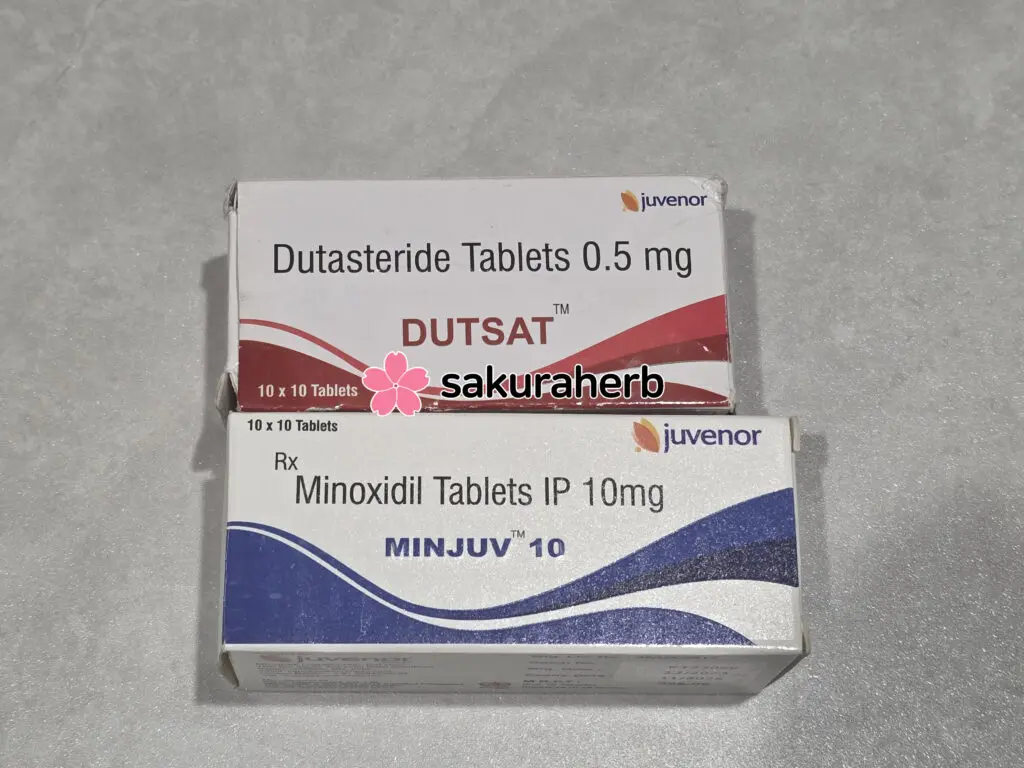 juvenor
Dutasteride Tablets 0.5 mg
DUTSAT™
10 x 10 Tablets
sakuraherb
10 x 10 Tablets
juvenor
Rx
Minoxidil Tablets IP 10mg
MINJUV™ 10
juvenor